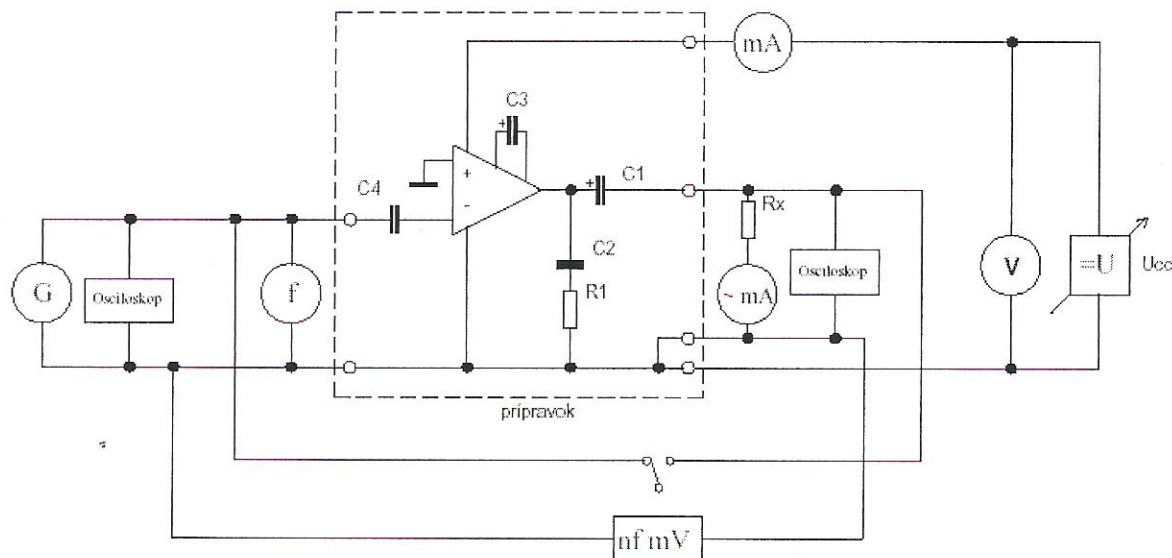 mA
C3
+
C4
+
-
+
C1
Rx
C2
G
Osciloskop
f
R1
~ mA
Osciloskop
V
=U
Ucc
prípravok
nf mV